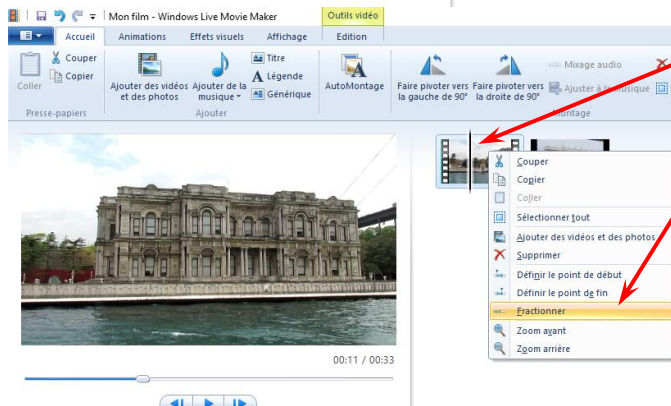 Mon film - Windows Live Movie Maker
Outils vidéo
Accueil Animations Effets visuels Affichage Edition
Coller
Couper
Copier
Presse-papiers
Ajouter des vidéos et des photos
Ajouter de la musique
Titre
Légende
Générique
Ajouter
AutoMontage
Faire pivoter vers la gauche de 90°
Faire pivoter vers la droite de 90°
Mixage audio
Ajuster à la musique
Montage
Couper
Copier
Coller
Sélectionner tout
Ajouter des vidéos et des photos
Supprimer
Définir le point de début
Définir le point de fin
Fractionner
Zoom avant
Zoom arrière
00:11 / 00:33